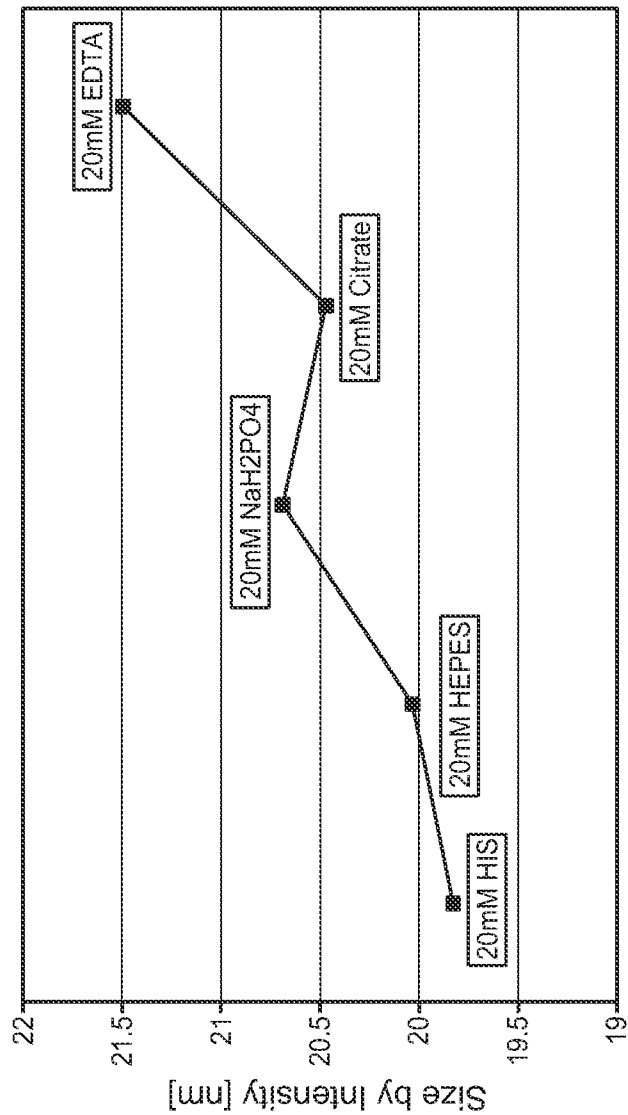 Size by Intensity [nm]
22
21.5
21
20.5
20
19.5
19
20mM HIS
20mM HEPES
20mM NaH2PO4
20mM Citrate
20mM EDTA